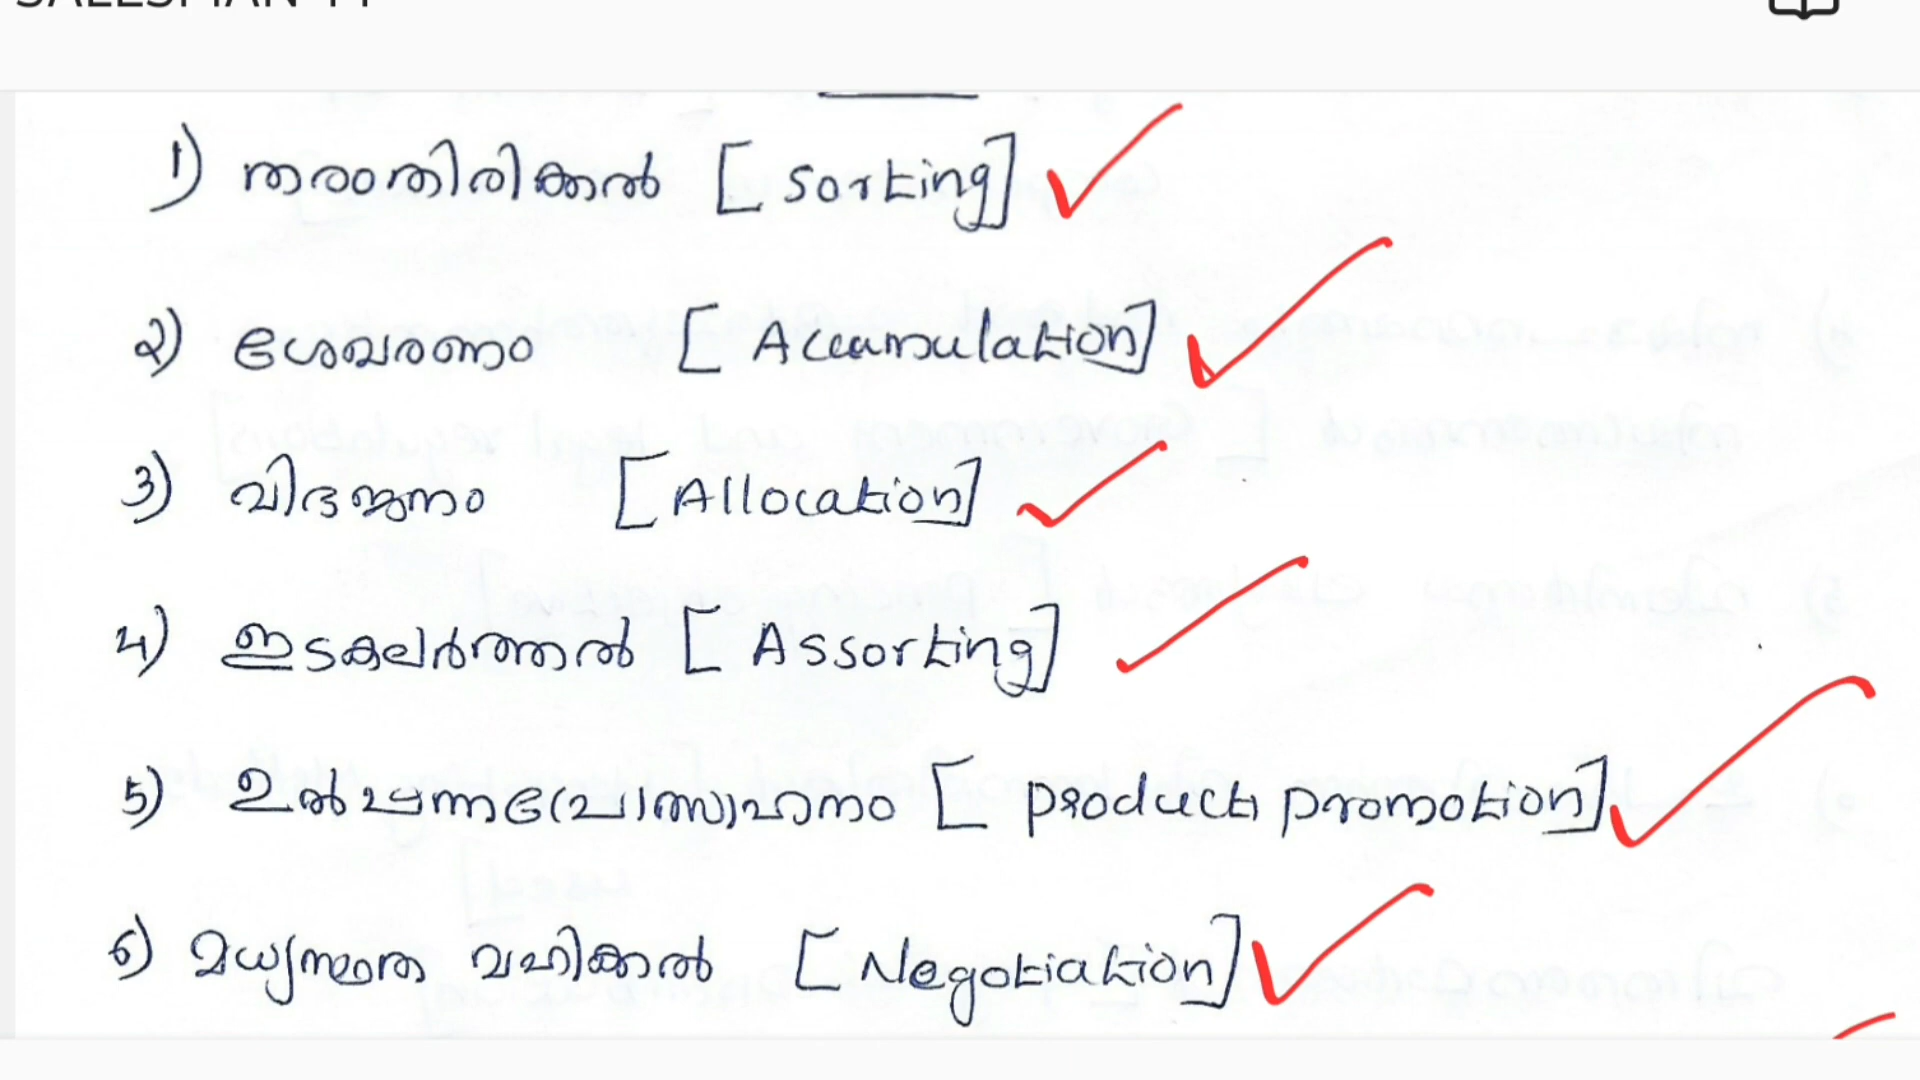 1) തരംതിരിക്കൽ [ Sorting]
2) ശേഖരണം [ Accumulation]
3) വിഭജനം [ Allocation]
4) ഇടകലർത്തൽ [ Assorting]
5) ഉൽപ്പന്നപ്രോത്സാഹനം [ product promotion]
6) മധ്യസ്ഥത വഹിക്കൽ [ Negotiation]